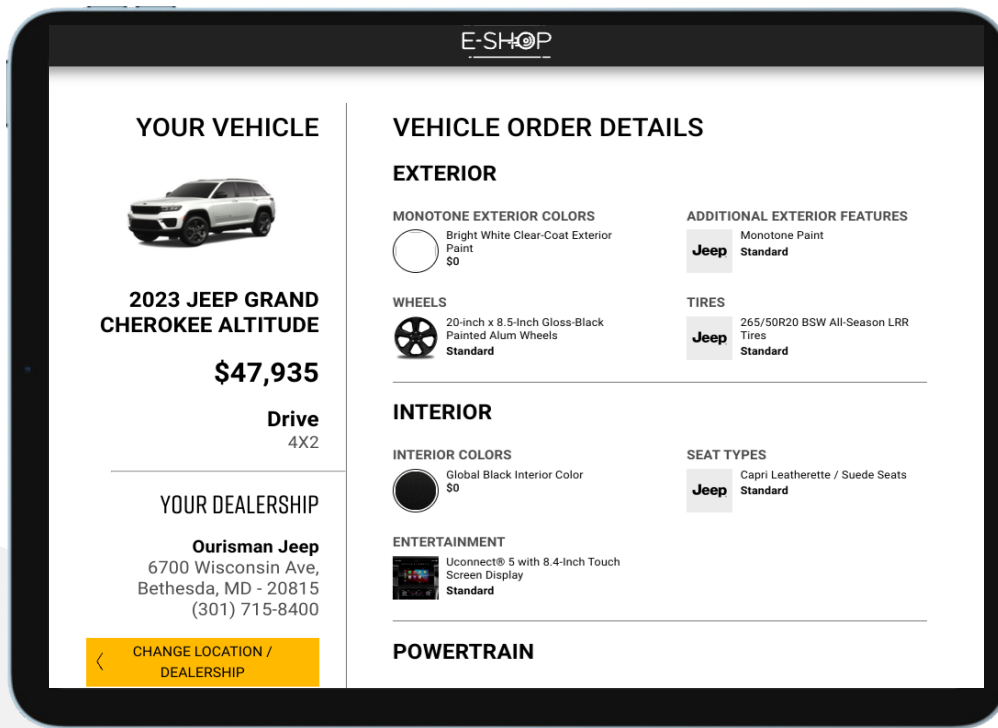 E-SHOP
YOUR VEHICLE
2023 JEEP GRAND
CHEROKEE ALTITUDE
$47,935
Drive
4X2
YOUR DEALERSHIP
Ourisman Jeep
6700 Wisconsin Ave,
Bethesda, MD - 20815
(301) 715-8400
CHANGE LOCATION /
DEALERSHIP
VEHICLE ORDER DETAILS
EXTERIOR
MONOTONE EXTERIOR COLORS
Bright White Clear-Coat Exterior
Paint
$0
ADDITIONAL EXTERIOR FEATURES
Jeep
Monotone Paint
Standard
WHEELS
20-inch x 8.5-Inch Gloss-Black
Painted Alum Wheels
Standard
TIRES
Jeep
265/50R20 BSW All-Season LRR
Tires
Standard
INTERIOR
INTERIOR COLORS
Global Black Interior Color
$0
SEAT TYPES
Jeep
Capri Leatherette / Suede Seats
Standard
ENTERTAINMENT
Uconnect® 5 with 8.4-Inch Touch
Screen Display
Standard
POWERTRAIN